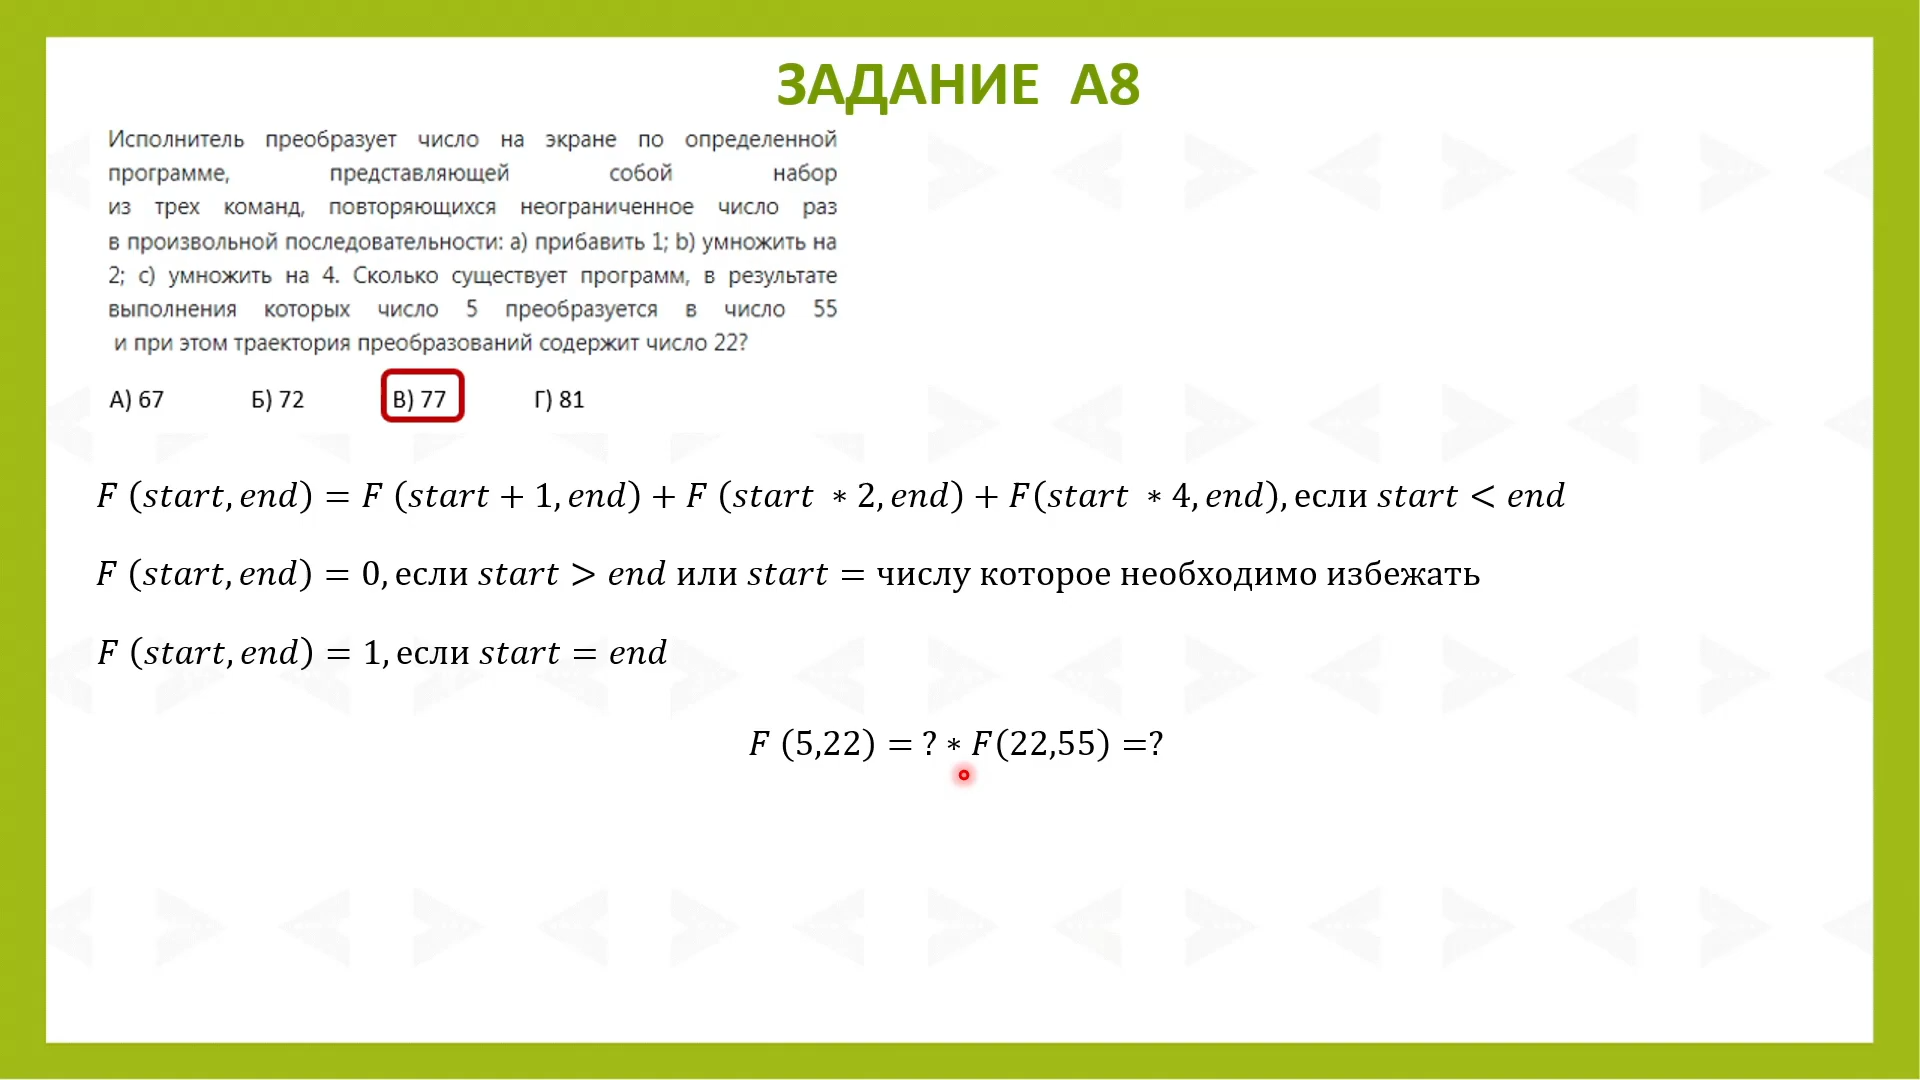 ЗАДАНИЕ А8
Исполнитель преобразует число на экране по определенной
программе, представляющей собой набор
из трех команд, повторяющихся неограниченное число раз
в произвольной последовательности: a) прибавить 1; b) умножить на
2; c) умножить на 4. Сколько существует программ, в результате
выполнения которых число 5 преобразуется в число 55
и при этом траектория преобразований содержит число 22?
А) 67 Б) 72 В) 77 Г) 81
F (start, end) = F (start + 1, end) + F (start ∗ 2, end) + F(start ∗ 4, end), если start < end
F (start, end) = 0, если start > end или start = числу которое необходимо избежать
F (start, end) = 1, если start = end
F (5,22) = ? ∗ F(22,55) =?